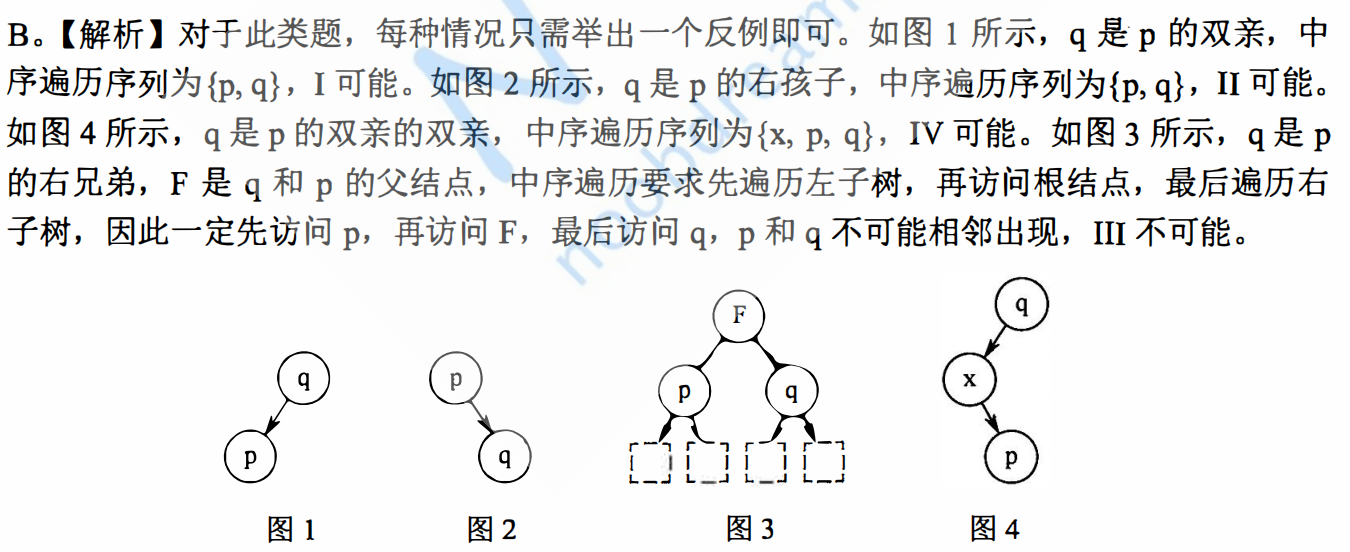 B。【解析】对于此类题，每种情况只需举出一个反例即可。如图 1 所示，q 是 p 的双亲，中
序遍历序列为{p, q}，I 可能。如图 2 所示，q 是 p 的右孩子，中序遍历序列为{p, q}，II 可能。
如图 4 所示，q 是 p 的双亲的双亲，中序遍历序列为{x, p, q}，IV 可能。如图 3 所示，q 是 p
的右兄弟，F 是 q 和 p 的父结点，中序遍历要求先遍历左子树，再访问根结点，最后遍历右
子树，因此一定先访问 p，再访问 F，最后访问 q，p 和 q 不可能相邻出现，III 不可能。
noobdream
q
p
图 1
p
q
图 2
F
p
q
图 3
q
x
p
图 4